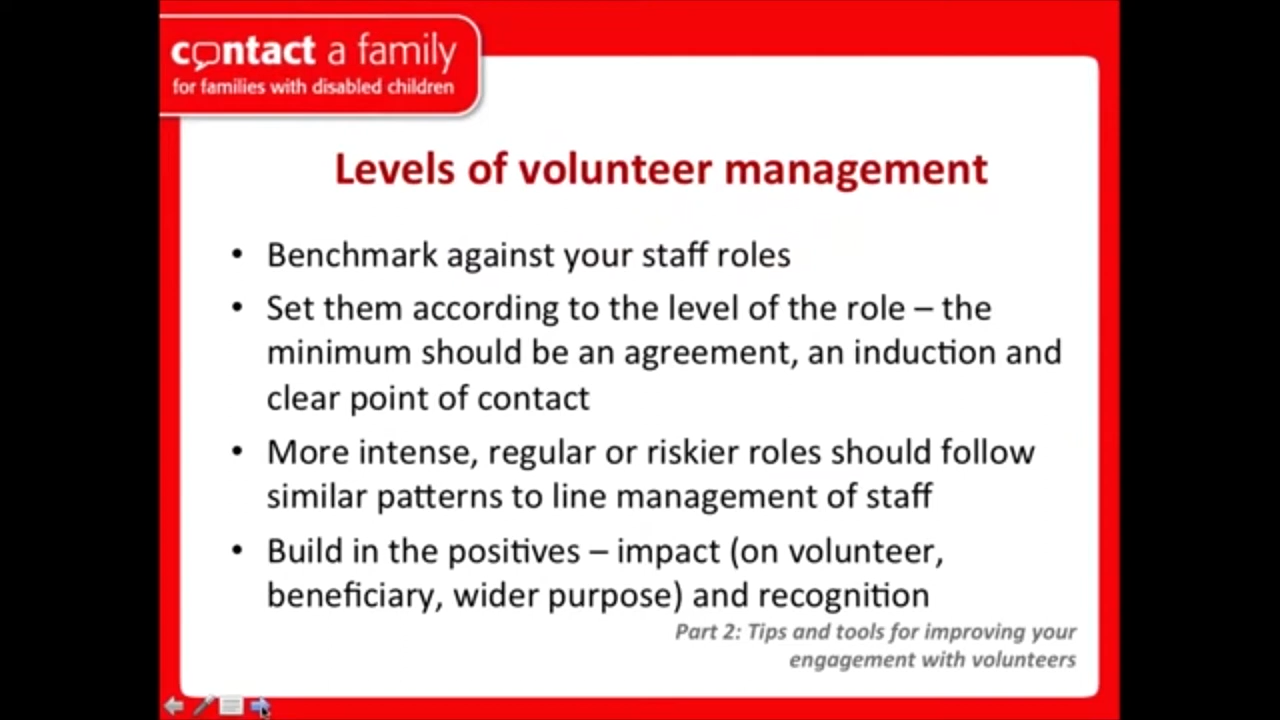 contact a family
for families with disabled children
Levels of volunteer management
• Benchmark against your staff roles
• Set them according to the level of the role – the
minimum should be an agreement, an induction and
clear point of contact
• More intense, regular or riskier roles should follow
similar patterns to line management of staff
• Build in the positives – impact (on volunteer,
beneficiary, wider purpose) and recognition
Part 2: Tips and tools for improving your
engagement with volunteers